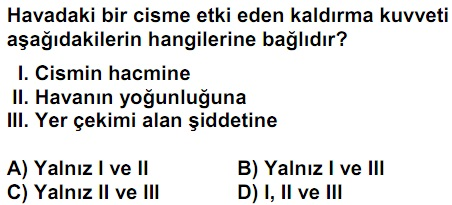 Havadaki bir cisme etki eden kaldırma kuvveti
aşağıdakilerin hangilerine bağlıdır?
I. Cismin hacmine
II. Havanın yoğunluğuna
III. Yer çekimi alan şiddetine
A) Yalnız I ve II B) Yalnız I ve III
C) Yalnız II ve III D) I, II ve III